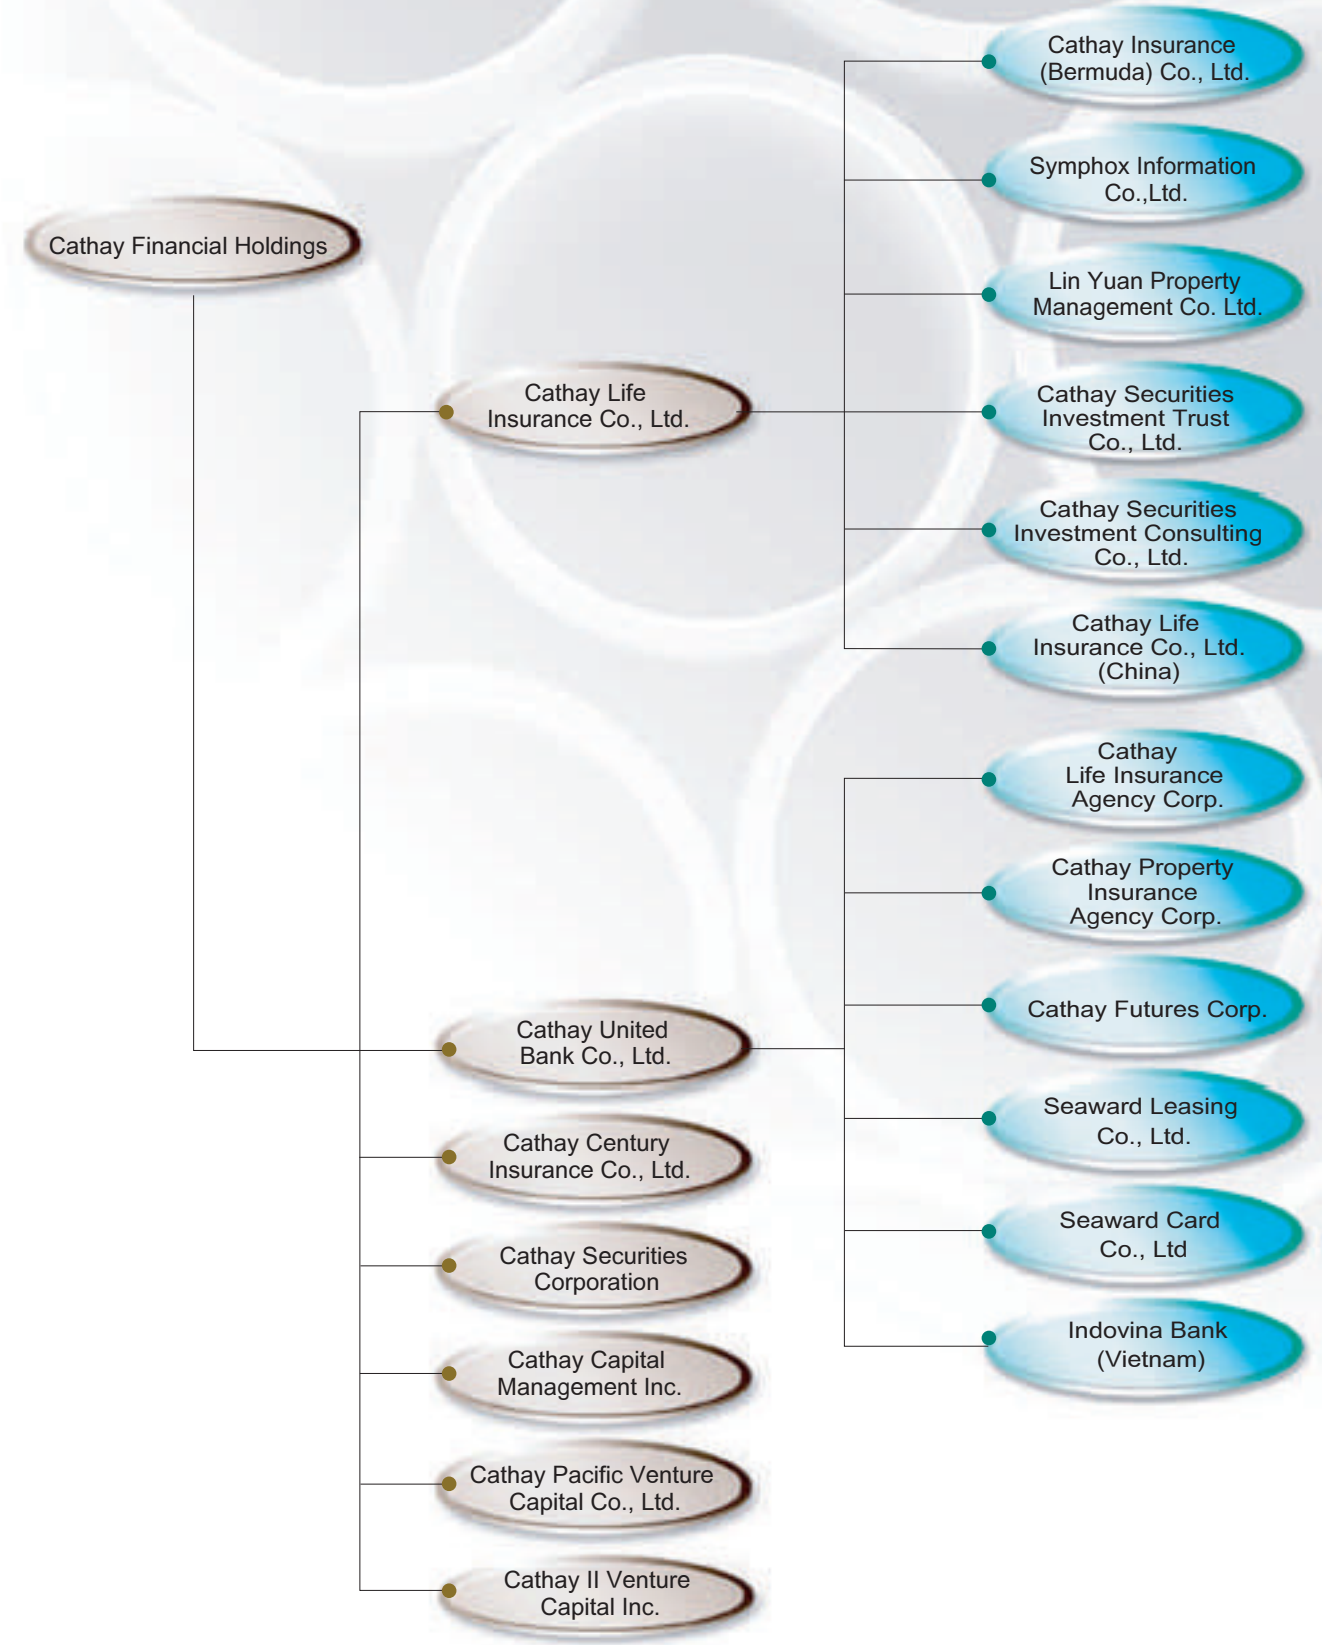 Cathay Financial Holdings
Cathay Life
Insurance Co., Ltd.
Cathay United
Bank Co., Ltd.
Cathay Century
Insurance Co., Ltd.
Cathay Securities
Corporation
Cathay Capital
Management Inc.
Cathay Pacific Venture
Capital Co., Ltd.
Cathay II Venture
Capital Inc.
Cathay Insurance
(Bermuda) Co., Ltd.
Symphox Information
Co.,Ltd.
Lin Yuan Property
Management Co. Ltd.
Cathay Securities
Investment Trust
Co., Ltd.
Cathay Securities
Investment Consulting
Co., Ltd.
Cathay Life
Insurance Co., Ltd.
(China)
Cathay
Life Insurance
Agency Corp.
Cathay Property
Insurance
Agency Corp.
Cathay Futures Corp.
Seaward Leasing
Co., Ltd.
Seaward Card
Co., Ltd
Indovina Bank
(Vietnam)